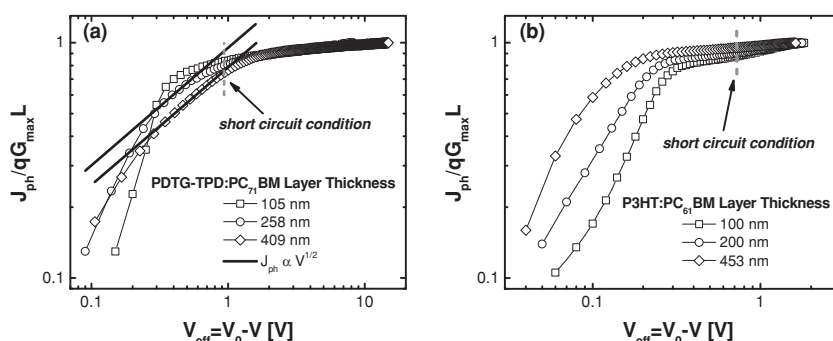 (a)
1
0.1
J_ph/qG_maxL
short circuit condition
PDTG-TPD:PC_71BM Layer Thickness
105 nm
258 nm
409 nm
J_ph α V^1/2
0.1
1
10
V_eff=V_0-V [V]
(b)
1
0.1
J_ph/qG_maxL
short circuit condition
P3HT:PC_61BM Layer Thickness
100 nm
200 nm
453 nm
0.1
1
V_eff=V_0-V [V]